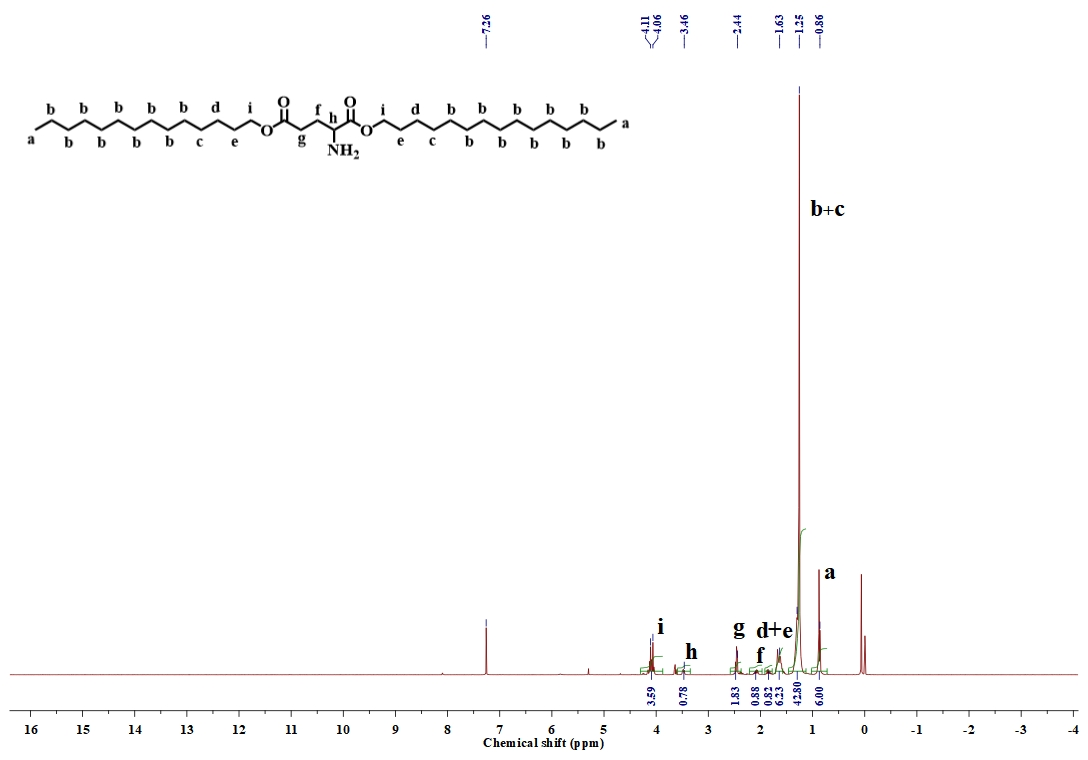 7.26 4.11 4.06 3.46 2.44 1.63 1.25 0.86
b b b b b d i O f O i d b b b b b
h
a b b b b c e O g NH2 O e c b b b b b a
b+c
a
i h g f d+e
3.59 0.78 1.83 0.88 0.82 6.23 42.80 6.00
16 15 14 13 12 11 10 9 8 7 6 5 4 3 2 1 0 -1 -2 -3 -4
Chemical shift (ppm)